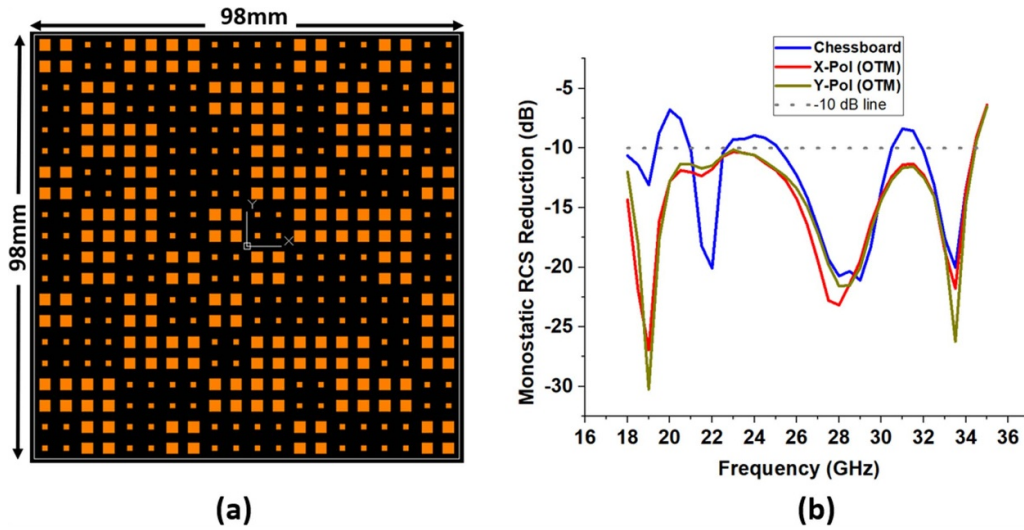 98mm
98mm
Y
X
(a)
Chessboard
X-Pol (OTM)
Y-Pol (OTM)
-10 dB line
Monostatic RCS Reduction (dB)
-5
-10
-15
-20
-25
-30
16 18 20 22 24 26 28 30 32 34 36
Frequency (GHz)
(b)